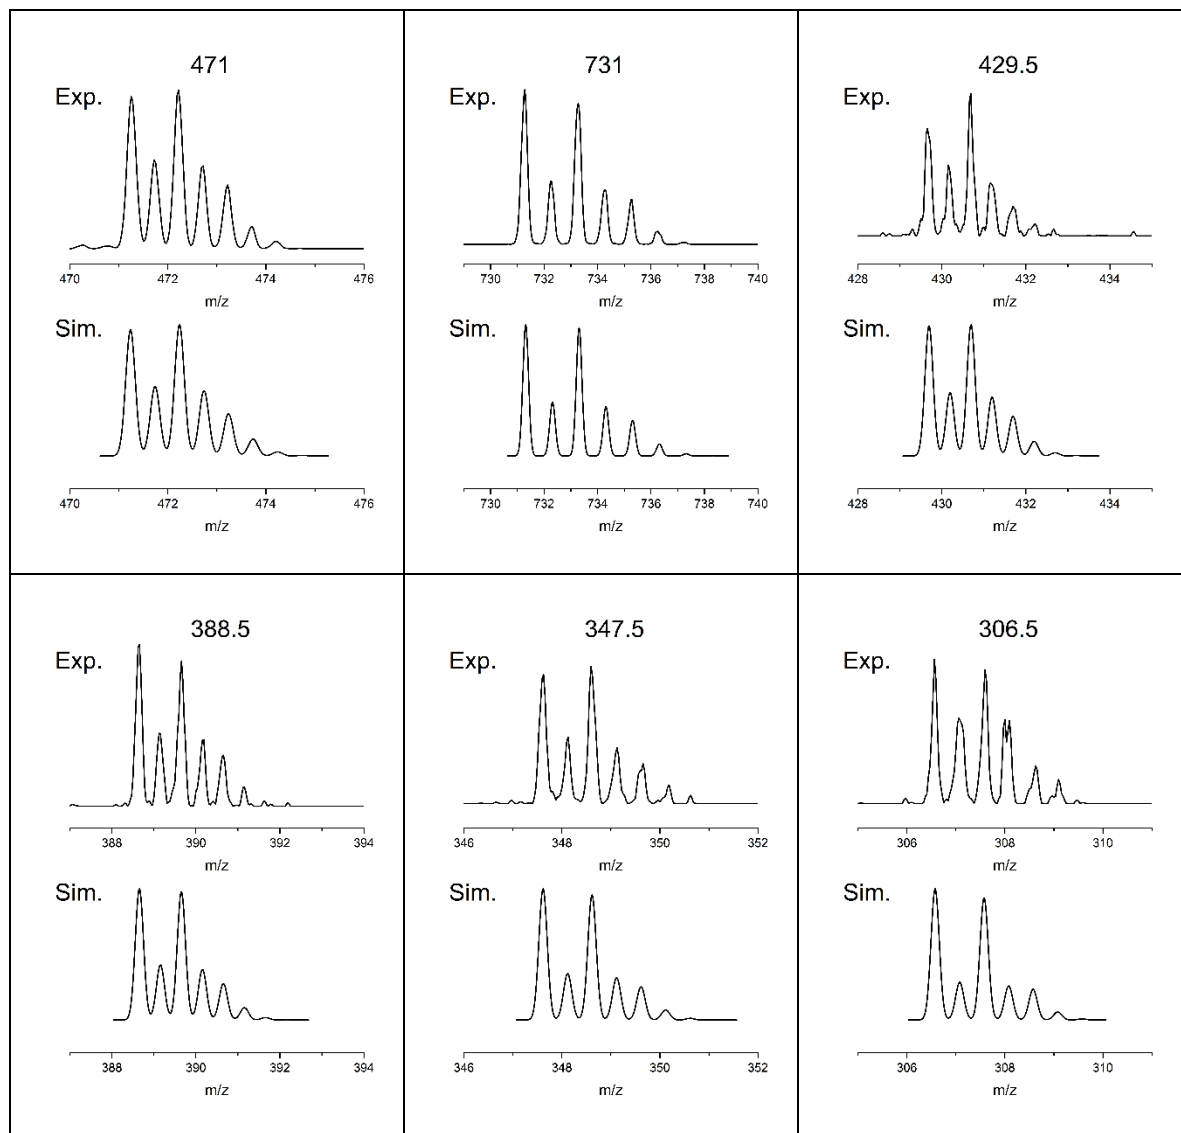 471
Exp.
470 472 474 476
m/z
Sim.
470 472 474 476
m/z
731
Exp.
730 732 734 736 738 740
m/z
Sim.
730 732 734 736 738 740
m/z
429.5
Exp.
428 430 432 434
m/z
Sim.
428 430 432 434
m/z
388.5
Exp.
388 390 392 394
m/z
Sim.
388 390 392 394
m/z
347.5
Exp.
346 348 350 352
m/z
Sim.
346 348 350 352
m/z
306.5
Exp.
306 308 310
m/z
Sim.
306 308 310
m/z